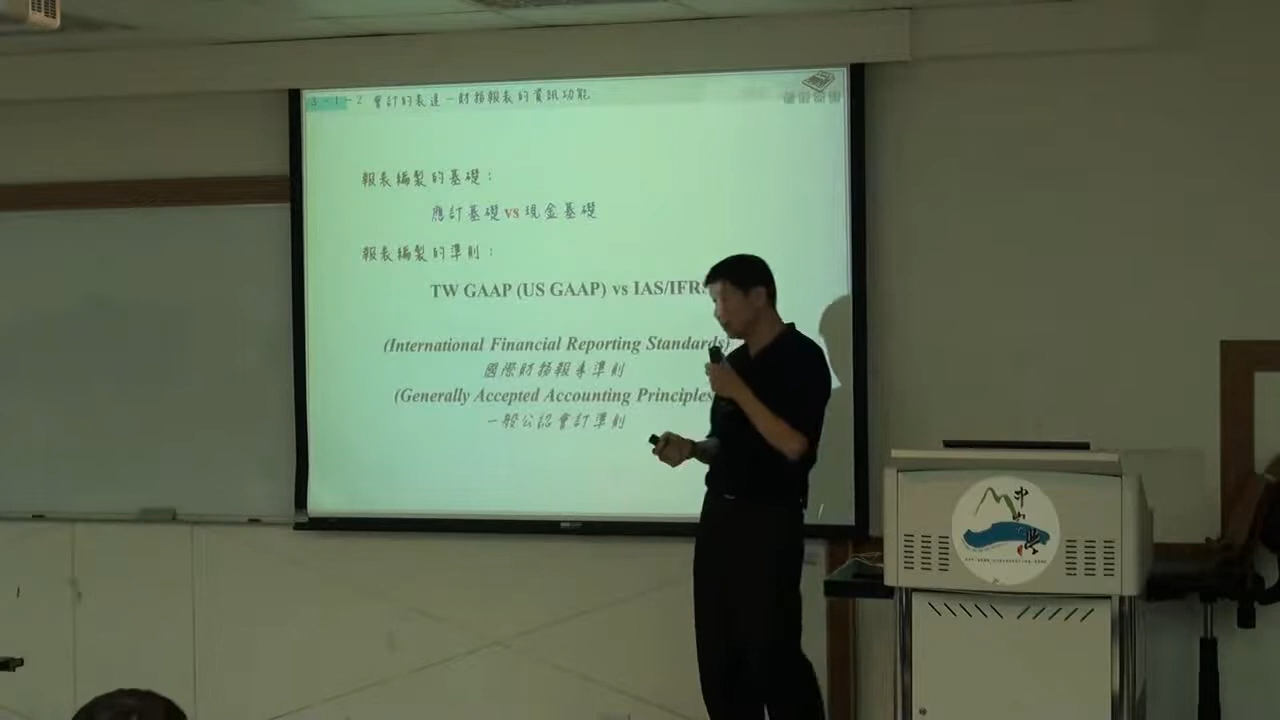 3-1-2 會計的表達－財務報表的資訊功能
報表編製的基礎：
應計基礎 vs 現金基礎
報表編製的準則：
TW GAAP (US GAAP) vs IAS/IFRS
(International Financial Reporting Standards)
國際財務報導準則
(Generally Accepted Accounting Principles
一般公認會計準則
中山